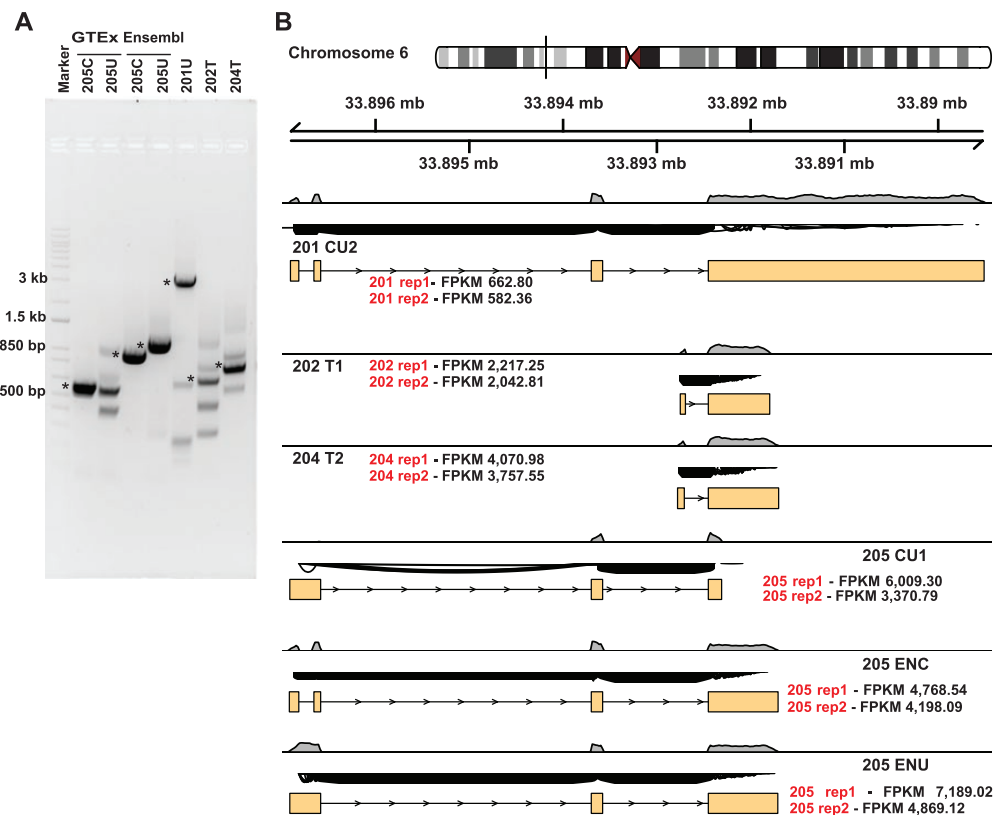 A
GTEx Ensembl
Marker
205C
205U
205C
205U
201U
202T
204T
3 kb
1.5 kb
850 bp
500 bp
*
*
*
*
*
*
*
B
Chromosome 6
33.896 mb
33.894 mb
33.892 mb
33.89 mb
33.895 mb
33.893 mb
33.891 mb
201 CU2
201 rep1- FPKM 662.80
201 rep2 - FPKM 582.36
202 T1
202 rep1 - FPKM 2,217.25
202 rep2 - FPKM 2,042.81
204 T2
204 rep1 - FPKM 4,070.98
204 rep2 - FPKM 3,757.55
205 CU1
205 rep1 - FPKM 6,009.30
205 rep2 - FPKM 3,370.79
205 ENC
205 rep1 - FPKM 4,768.54
205 rep2 - FPKM 4,198.09
205 ENU
205 rep1 - FPKM 7,189.02
205 rep2 - FPKM 4,869.12